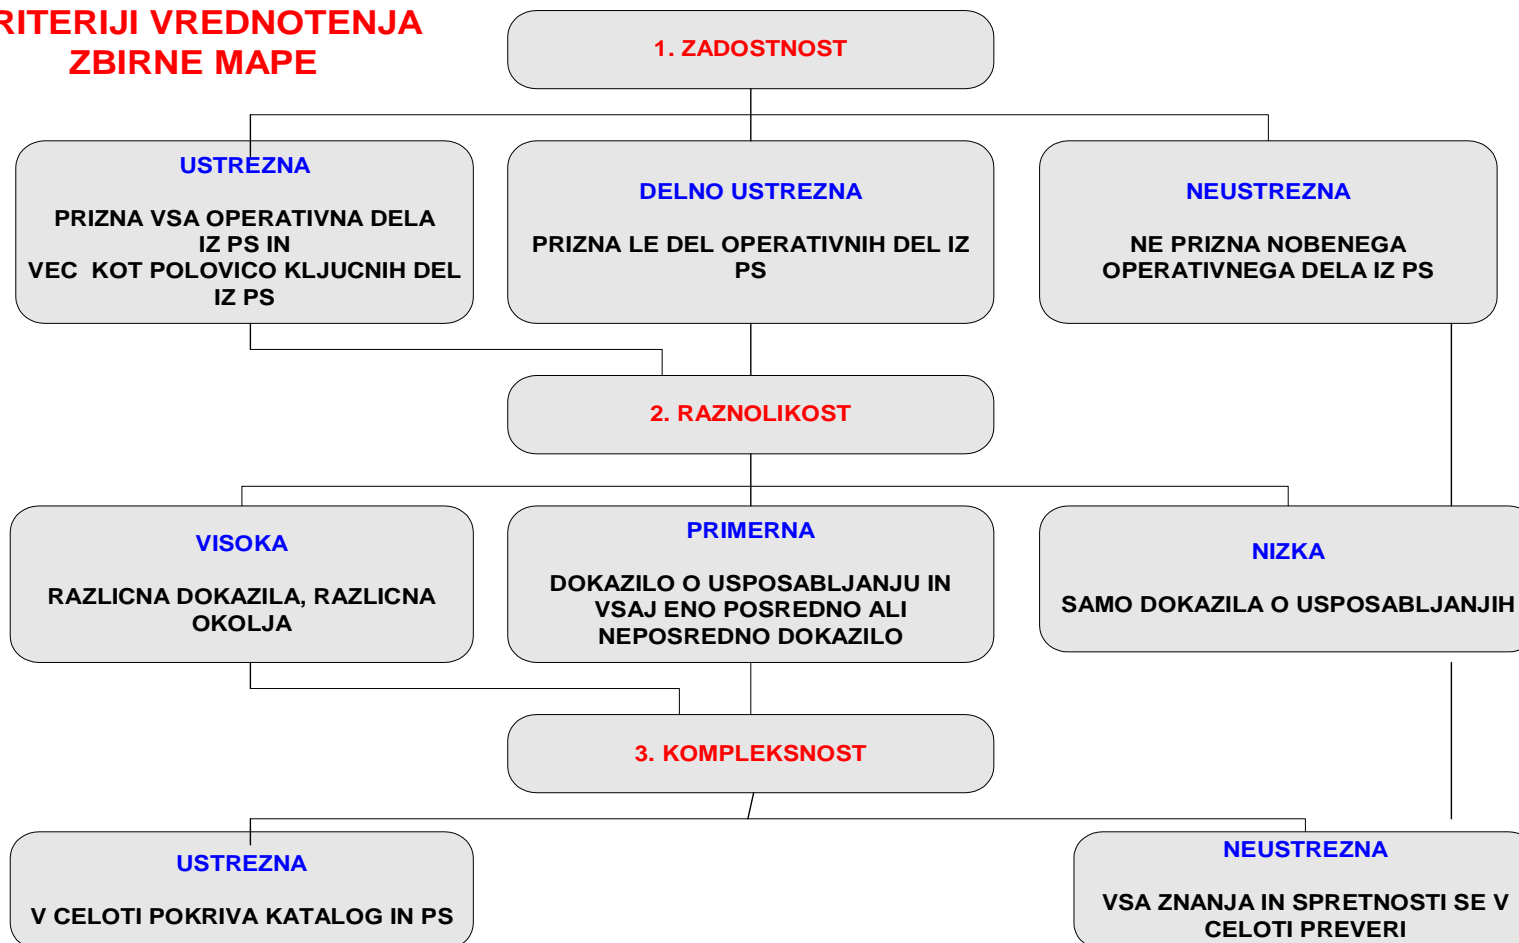 RITERIJI VREDNOTENJA
ZBIRNE MAPE
1. ZADOSTNOST
USTREZNA
PRIZNA VSA OPERATIVNA DELA
IZ PS IN
VEC KOT POLOVICO KLJUCNIH DEL
IZ PS
DELNO USTREZNA
PRIZNA LE DEL OPERATIVNIH DEL IZ
PS
NEUSTREZNA
NE PRIZNA NOBENEGA
OPERATIVNEGA DELA IZ PS
2. RAZNOLIKOST
VISOKA
RAZLICNA DOKAZILA, RAZLICNA
OKOLJA
PRIMERNA
DOKAZILO O USPOSABLJANJU IN
VSAJ ENO POSREDNO ALI
NEPOSREDNO DOKAZILO
NIZKA
SAMO DOKAZILA O USPOSABLJANJIH
3. KOMPLEKSNOST
USTREZNA
V CELOTI POKRIVA KATALOG IN PS
NEUSTREZNA
VSA ZNANJA IN SPRETNOSTI SE V
CELOTI PREVERI